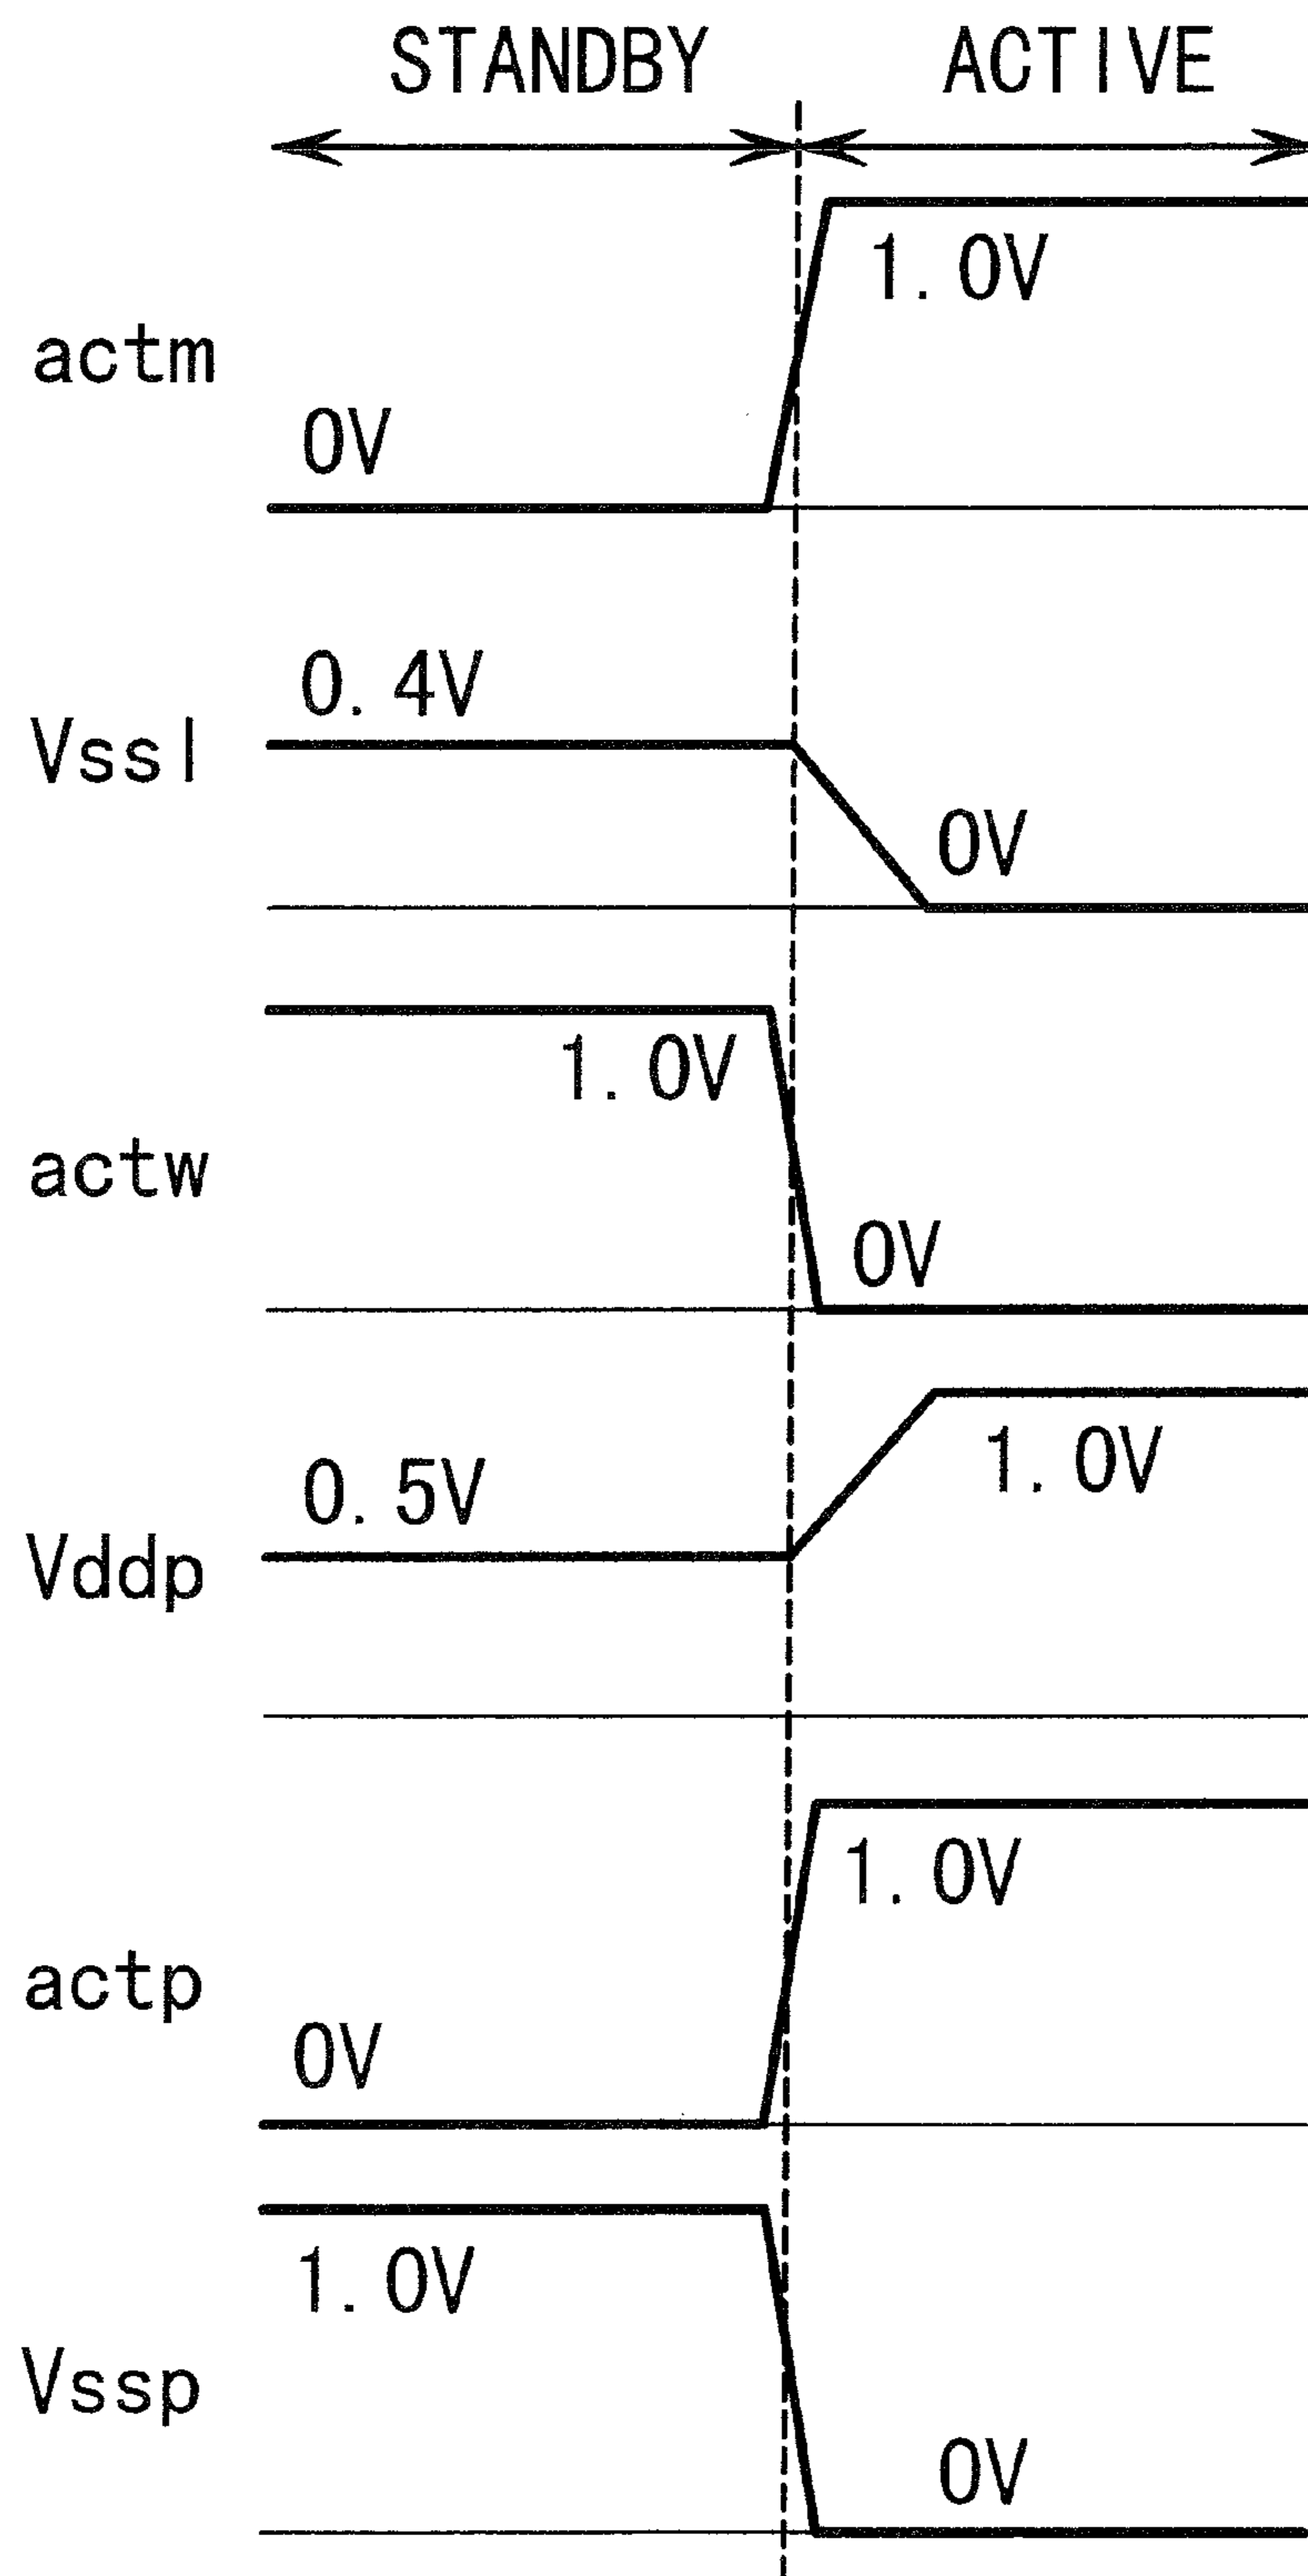 STANDBY ACTIVE
1.0V
actm
0V
0.4V
Vssl
0V
1.0V
actw
0V
1.0V
0.5V
Vddp
1.0V
actp
0V
1.0V
Vssp
0V